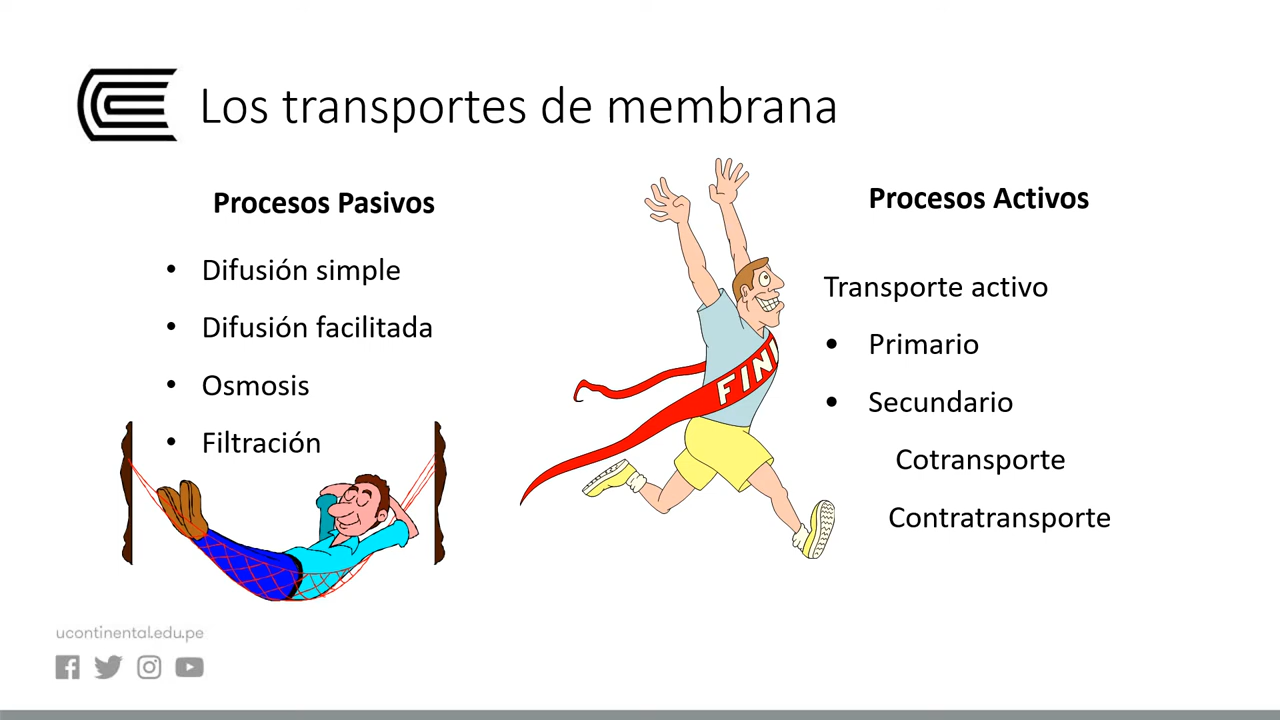 Los transportes de membrana
Procesos Pasivos
• Difusión simple
• Difusión facilitada
• Osmosis
• Filtración
FINI
Procesos Activos
Transporte activo
• Primario
• Secundario
Cotransporte
Contratransporte
ucontinental.edu.pe